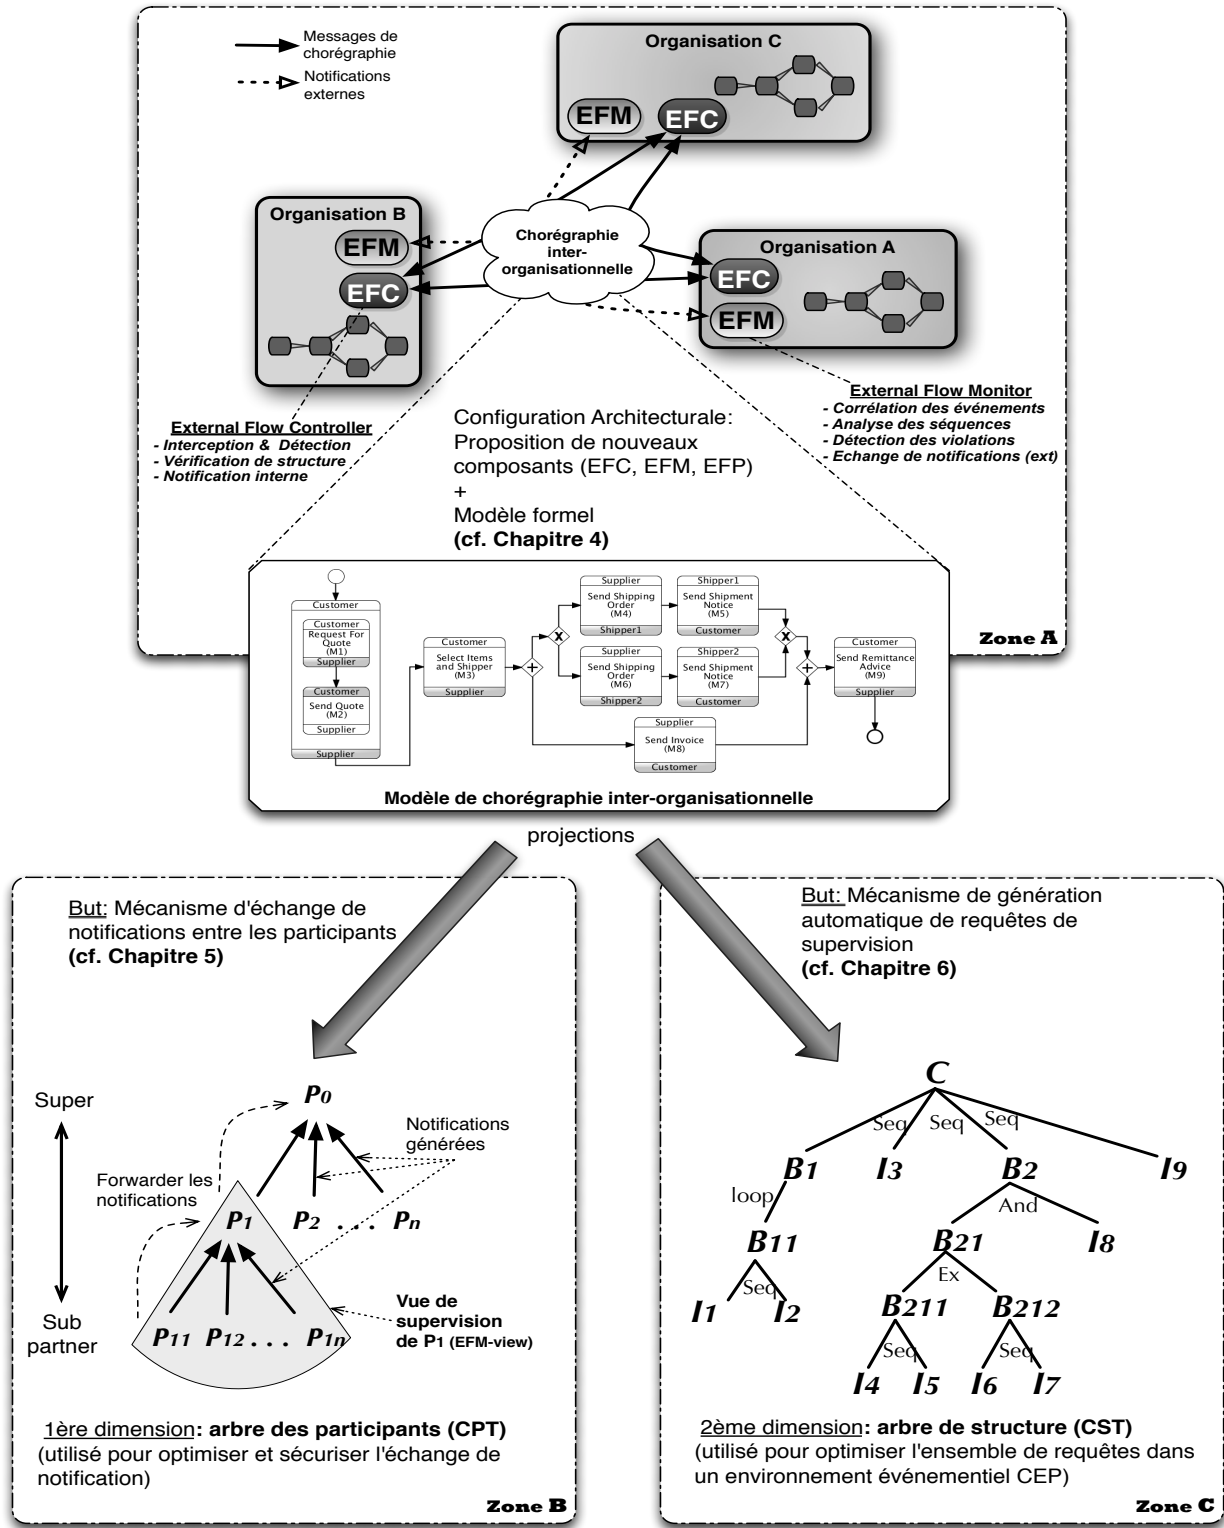 Messages de
chorégraphie
Notifications
externes
Organisation C
EFM
EFC
Organisation B
EFM
EFC
Chorégraphie
inter-
organisationnelle
Organisation A
EFC
EFM
External Flow Controller
- Interception & Détection
- Vérification de structure
- Notification interne
External Flow Monitor
- Corrélation des événements
- Analyse des séquences
- Détection des violations
- Echange de notifications (ext)
Configuration Architecturale:
Proposition de nouveaux
composants (EFC, EFM, EFP)
+
Modèle formel
(cf. Chapitre 4)
Zone A
Customer
Customer
Request For
Quote
(M1)
Supplier
Customer
Send Quote
(M2)
Supplier
Supplier
Customer
Select Items
and Shipper
(M3)
Supplier
+
X
Supplier
Send Shipping
Order
(M4)
Shipper1
Shipper1
Send Shipment
Notice
(M5)
Customer
Supplier
Send Shipping
Order
(M6)
Shipper2
Shipper2
Send Shipment
Notice
(M7)
Customer
X
+
Supplier
Send Invoice
(M8)
Customer
Customer
Send Remittance
Advice
(M9)
Supplier
Modèle de chorégraphie inter-organisationnelle
projections
But: Mécanisme d'échange de
notifications entre les participants
(cf. Chapitre 5)
Super
Sub
partner
Forwarder les
notifications
Notifications
générées
P0
P1
P2 . . . Pn
P11 P12 . . . P1n
Vue de
supervision
de P1 (EFM-view)
1ère dimension: arbre des participants (CPT)
(utilisé pour optimiser et sécuriser l'échange de
notification)
Zone B
But: Mécanisme de génération
automatique de requêtes de
supervision
(cf. Chapitre 6)
C
Seq Seq Seq
B1 I3 B2 I9
loop
And
B11 B21 I8
Seq
Ex
I1 I2 B211 B212
Seq Seq
I4 I5 I6 I7
2ème dimension: arbre de structure (CST)
(utilisé pour optimiser l'ensemble de requêtes dans
un environnement événementiel CEP)
Zone C